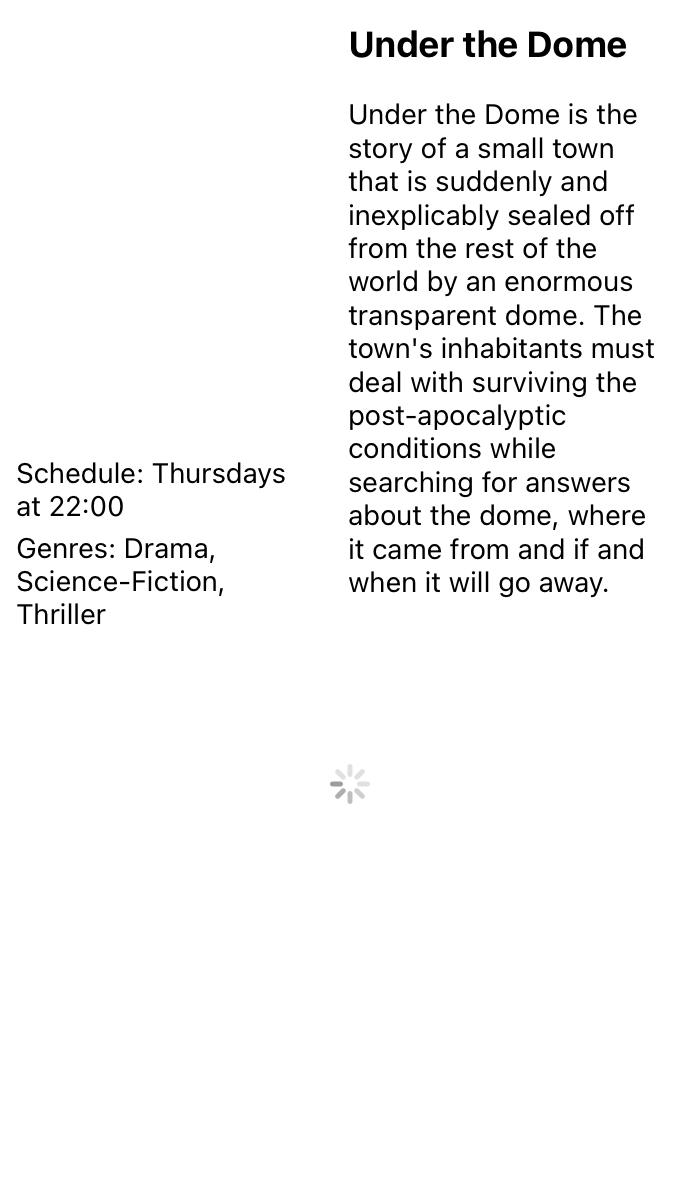 Under the Dome
Under the Dome is the
story of a small town
that is suddenly and
inexplicably sealed off
from the rest of the
world by an enormous
transparent dome. The
town's inhabitants must
deal with surviving the
post-apocalyptic
conditions while
searching for answers
about the dome, where
it came from and if and
when it will go away.
Schedule: Thursdays
at 22:00
Genres: Drama,
Science-Fiction,
Thriller